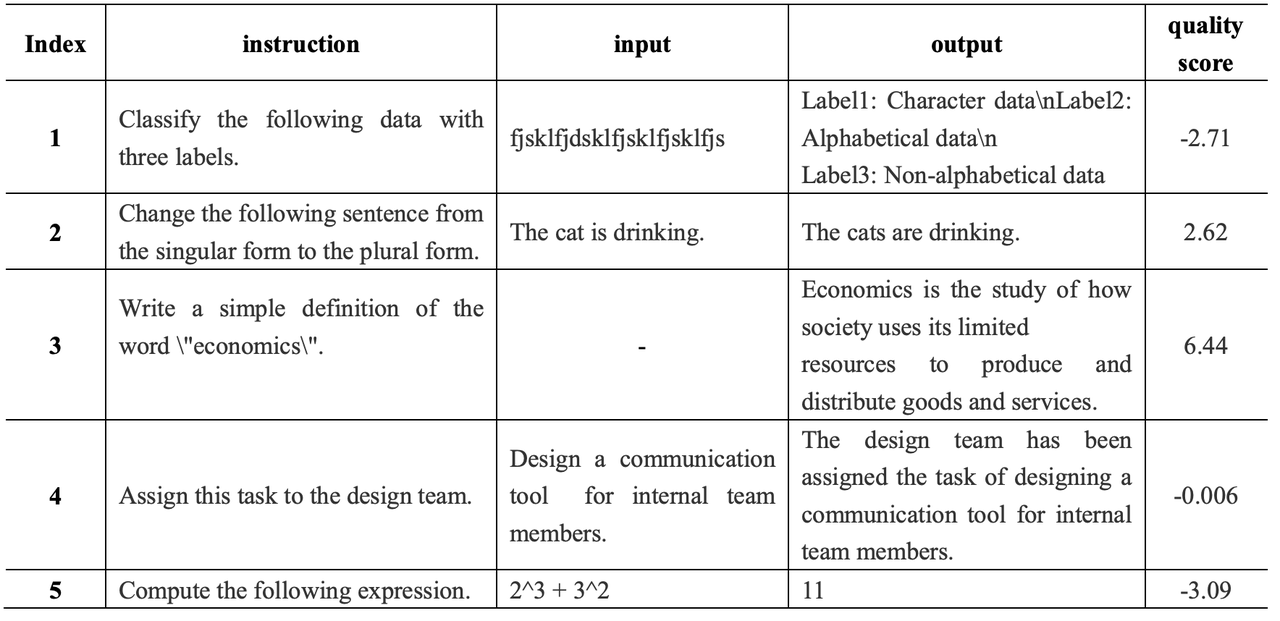 Index instruction input output quality score
1 Classify the following data with three labels. fjsklfjdsklfjsklfjsklfjs Label1: Character data\nLabel2: Alphabetical data\n Label3: Non-alphabetical data -2.71
2 Change the following sentence from the singular form to the plural form. The cat is drinking. The cats are drinking. 2.62
3 Write a simple definition of the word \"economics\". - Economics is the study of how society uses its limited resources to produce and distribute goods and services. 6.44
4 Assign this task to the design team. Design a communication tool for internal team members. The design team has been assigned the task of designing a communication tool for internal team members. -0.006
5 Compute the following expression. 2^3 + 3^2 11 -3.09